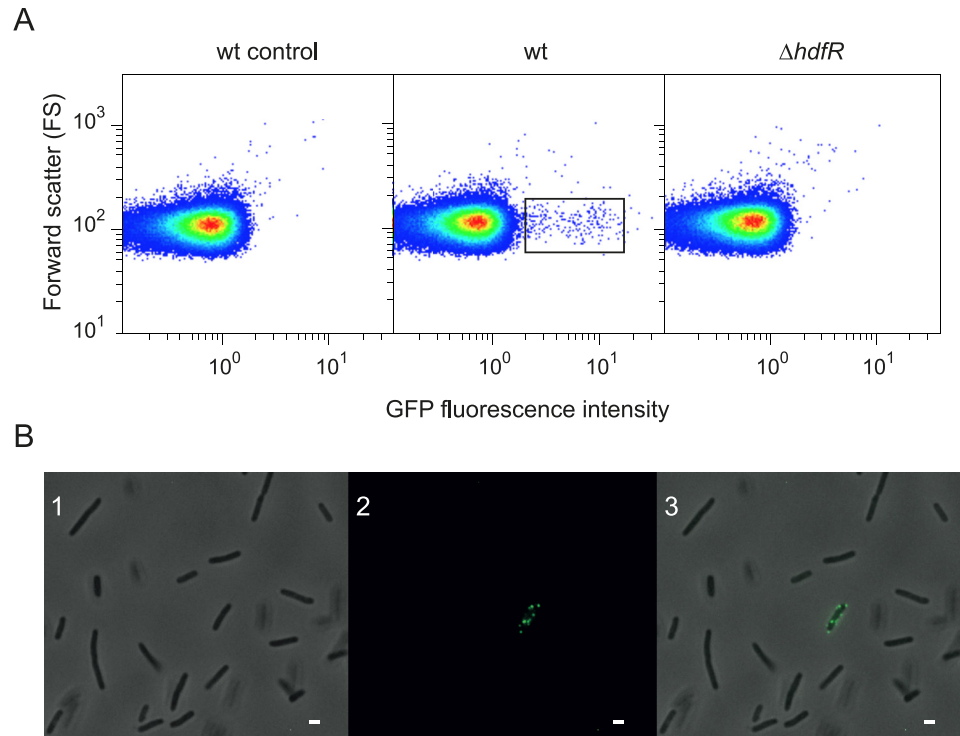 A
wt control
wt
ΔhdfR
Forward scatter (FS)
10³
10²
10¹
10⁰
10¹
10⁰
10¹
10⁰
10¹
GFP fluorescence intensity
B
1
2
3